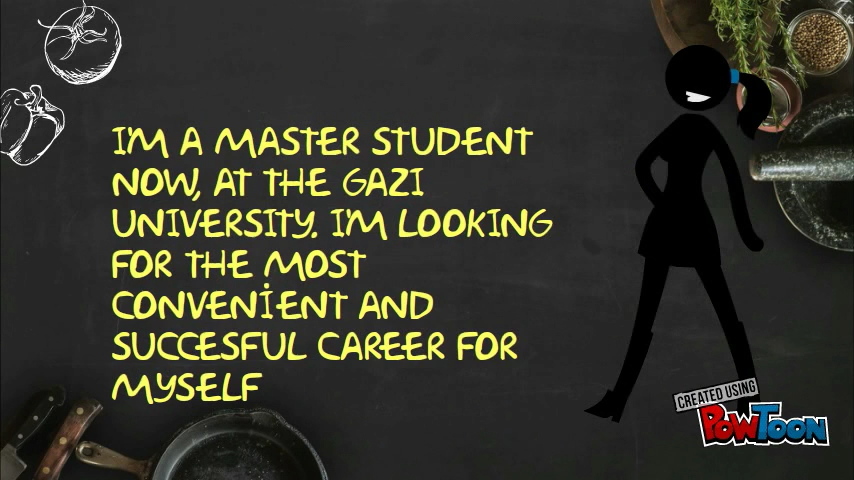 I'M A MASTER STUDENT
NOW, AT THE GAZI
UNIVERSITY. I'M LOOKING
FOR THE MOST
CONVENİENT AND
SUCCESFUL CAREER FOR
MYSELF
CREATED USING
POWTOON